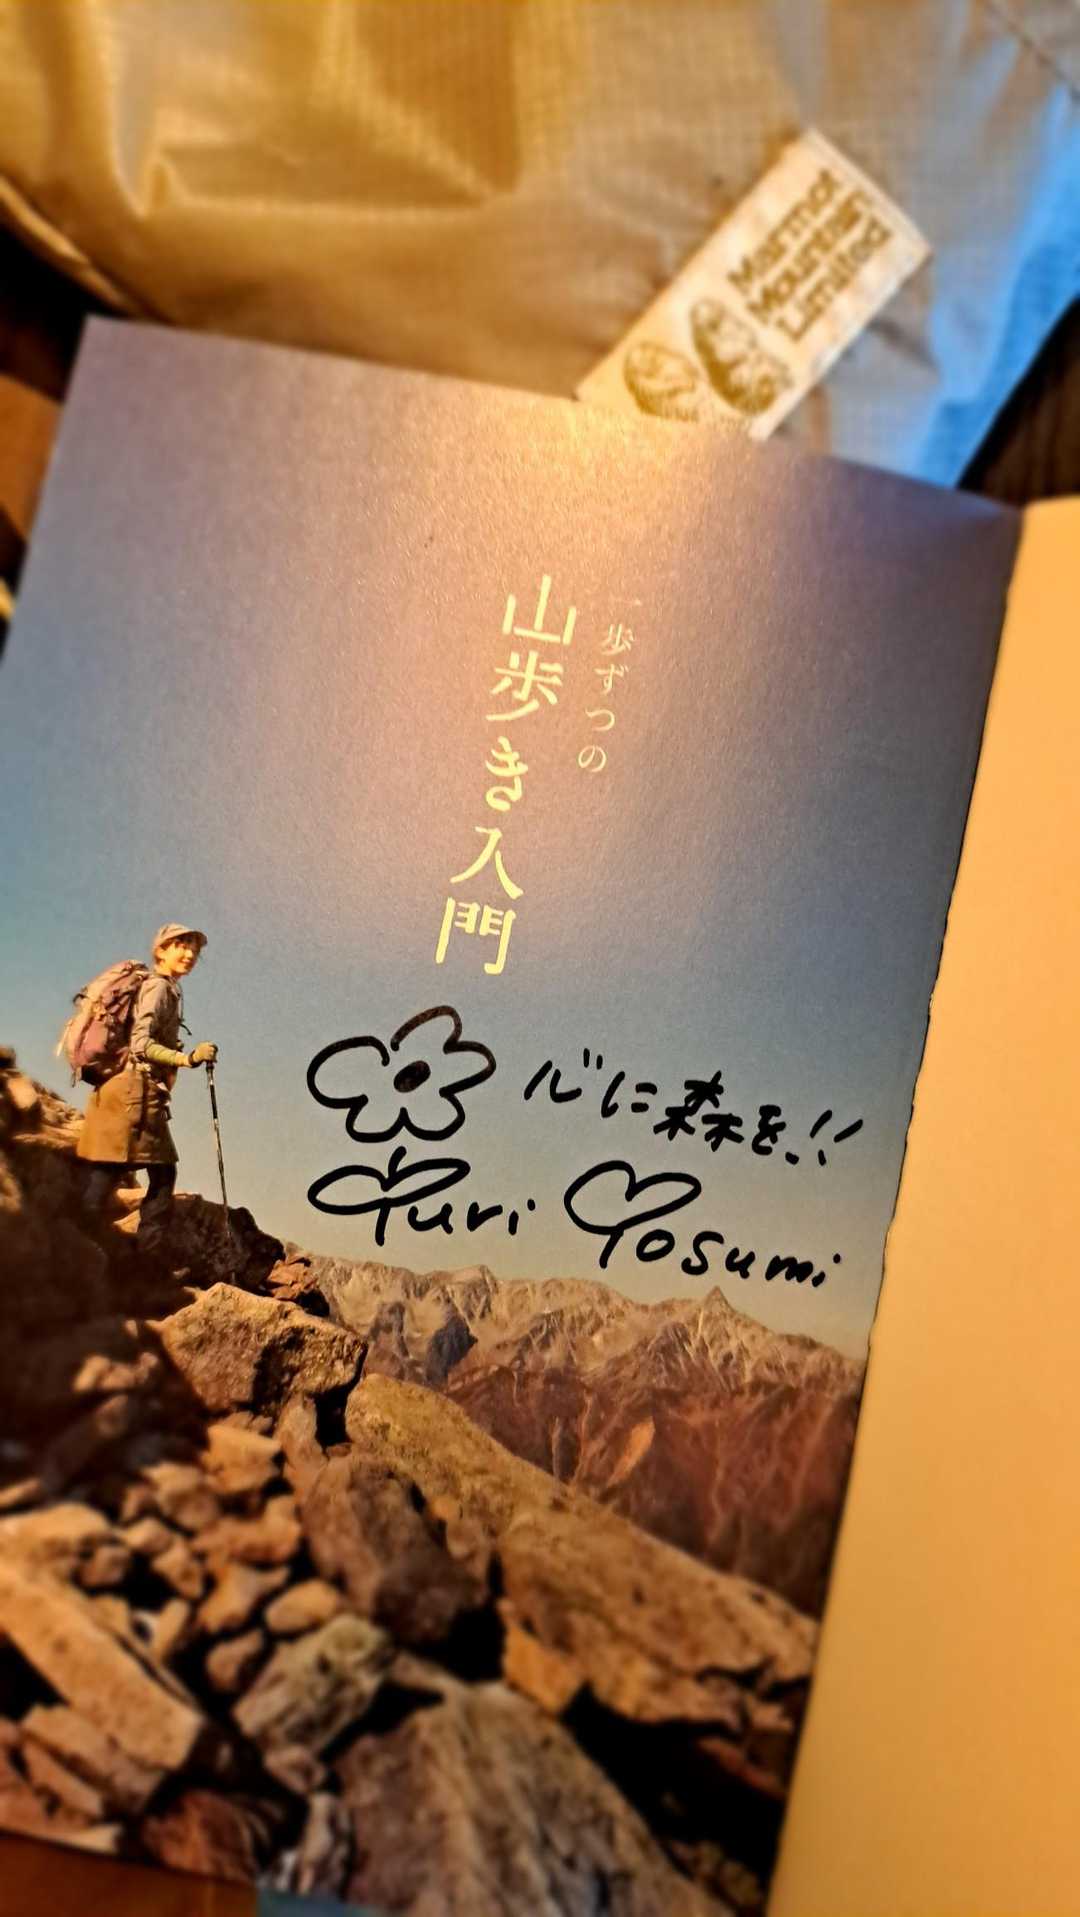 Marmot
Mountain
Limited
一歩ずつの
山歩き入門
心に森を!!
Yuri Yosumi